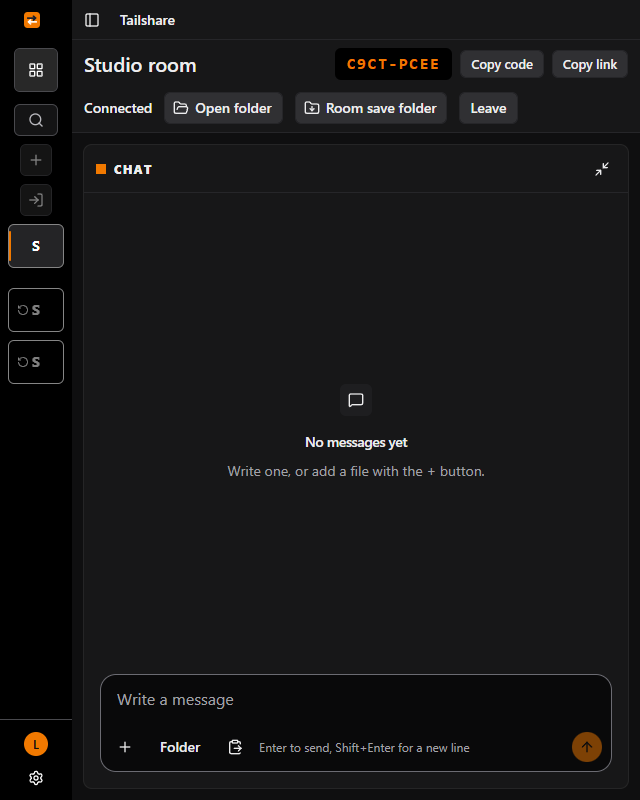 Tailshare
Studio room
C9CT-PCEE
Copy code
Copy link
Connected
Open folder
Room save folder
Leave
S
S
S
CHAT
No messages yet
Write one, or add a file with the + button.
Write a message
Folder
Enter to send, Shift+Enter for a new line
L